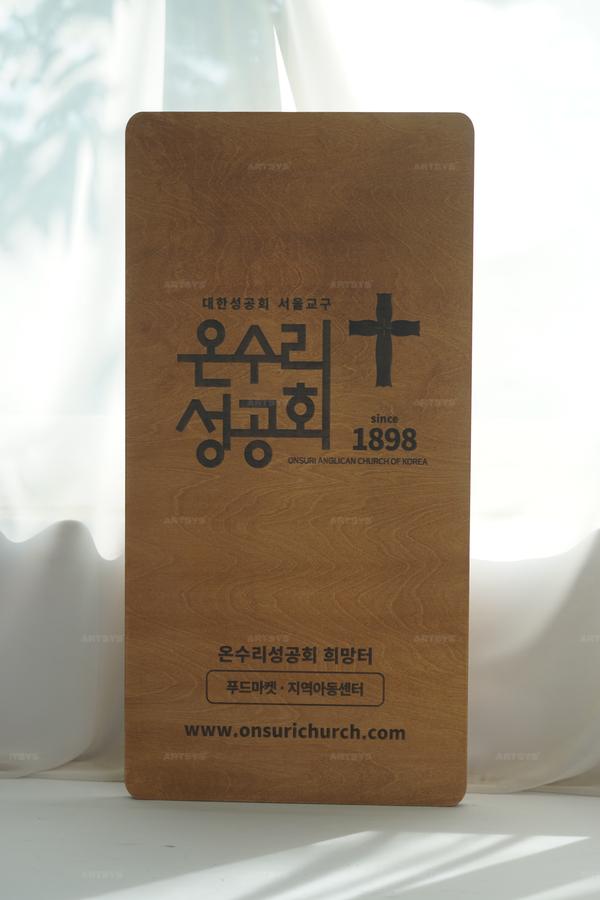 대한성공회 서울교구
온수리
성공회
since
1898
ONSURI ANGLICAN CHURCH OF KOREA
온수리성공회 희망터
푸드마켓 · 지역아동센터
www.onsurichurch.com